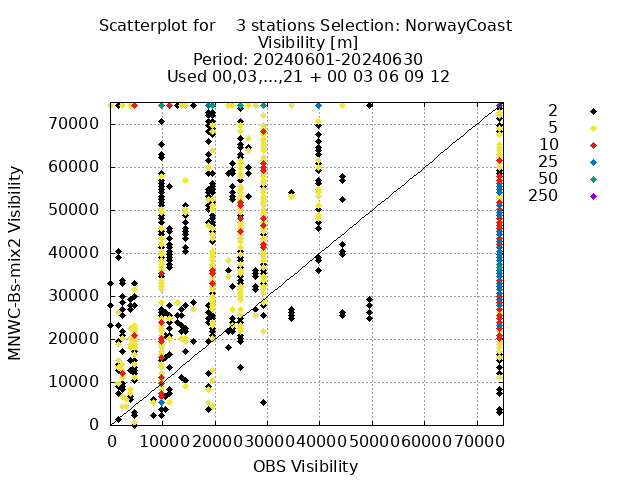 Scatterplot for    3 stations Selection: NorwayCoast
Visibility [m]
Period: 20240601-20240630
Used 00,03,...,21 + 00 03 06 09 12
MNWC-Bs-mix2 Visibility
70000
60000
50000
40000
30000
20000
10000
0
0 10000 20000 30000 40000 50000 60000 70000
OBS Visibility
2
5
10
25
50
250